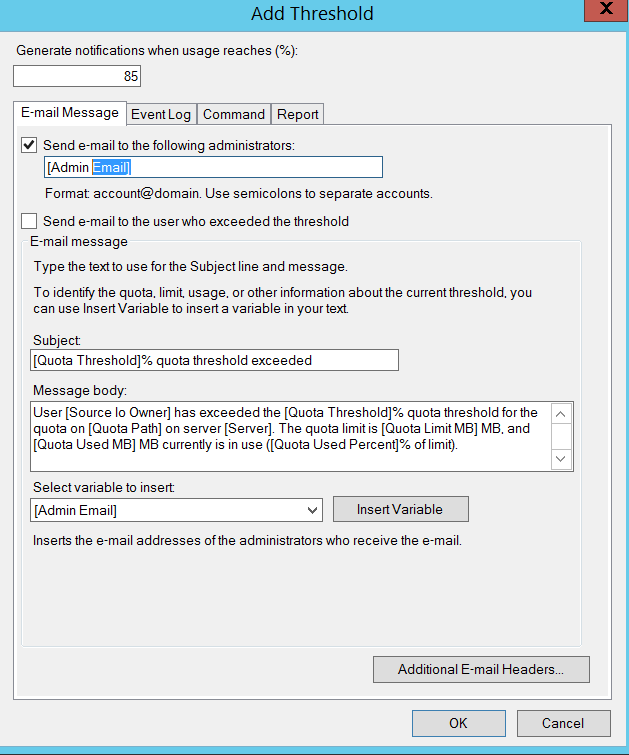 Add Threshold
X
Generate notifications when usage reaches (%):
85
E-mail Message Event Log Command Report
Send e-mail to the following administrators:
[Admin Email]
Format: account@domain. Use semicolons to separate accounts.
Send e-mail to the user who exceeded the threshold
E-mail message
Type the text to use for the Subject line and message.
To identify the quota, limit, usage, or other information about the current threshold, you
can use Insert Variable to insert a variable in your text.
Subject:
[Quota Threshold]% quota threshold exceeded
Message body:
User [Source Io Owner] has exceeded the [Quota Threshold]% quota threshold for the
quota on [Quota Path] on server [Server]. The quota limit is [Quota Limit MB] MB, and
[Quota Used MB] MB currently is in use ([Quota Used Percent]% of limit).
Select variable to insert:
[Admin Email] Insert Variable
Inserts the e-mail addresses of the administrators who receive the e-mail.
Additional E-mail Headers...
OK Cancel